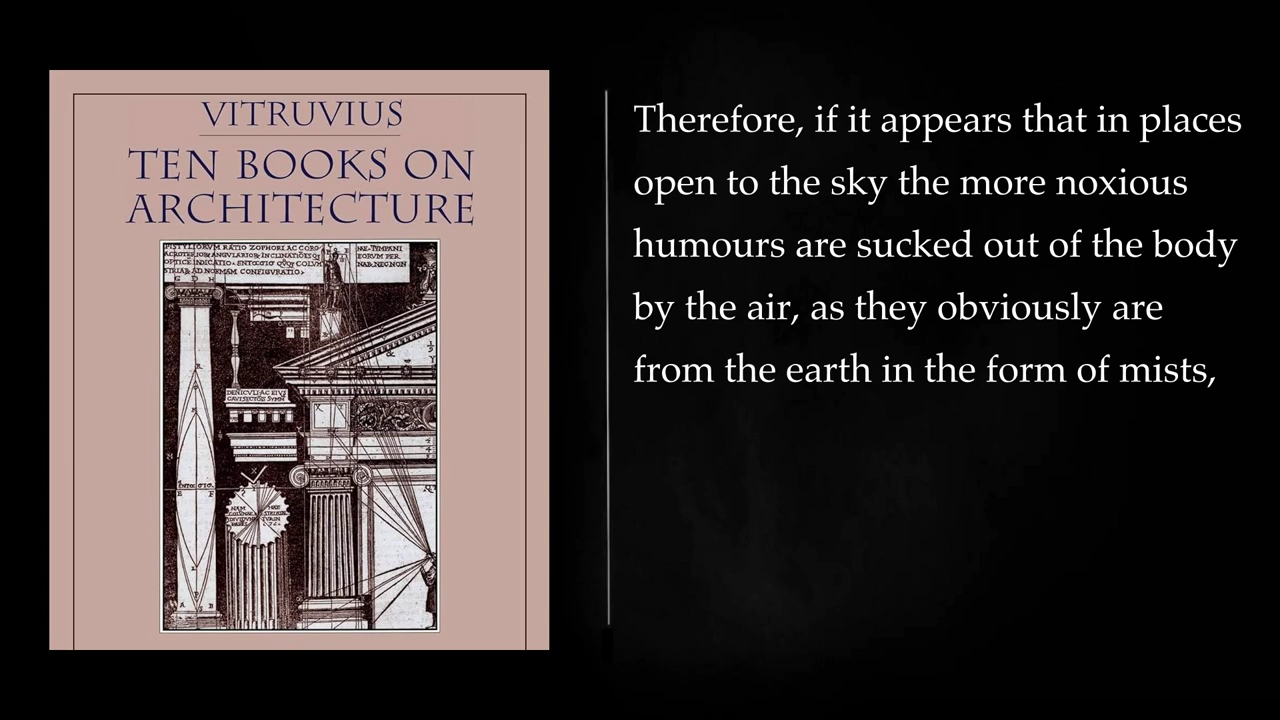 VITRUVIUS
TEN BOOKS ON
ARCHITECTURE
Therefore, if it appears that in places
open to the sky the more noxious
humours are sucked out of the body
by the air, as they obviously are
from the earth in the form of mists,